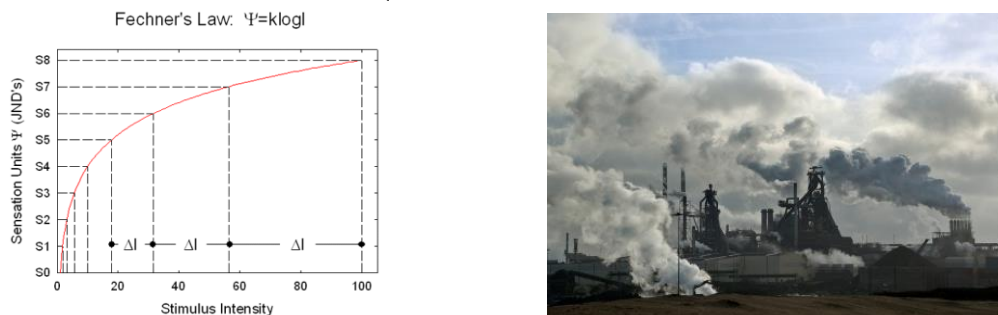 Fechner's Law: Ψ=klogI
Sensation Units Ψ (JND's)
S8
S7
S6
S5
S4
S3
S2
S1
S0
ΔI ΔI ΔI
0 20 40 60 80 100
Stimulus Intensity